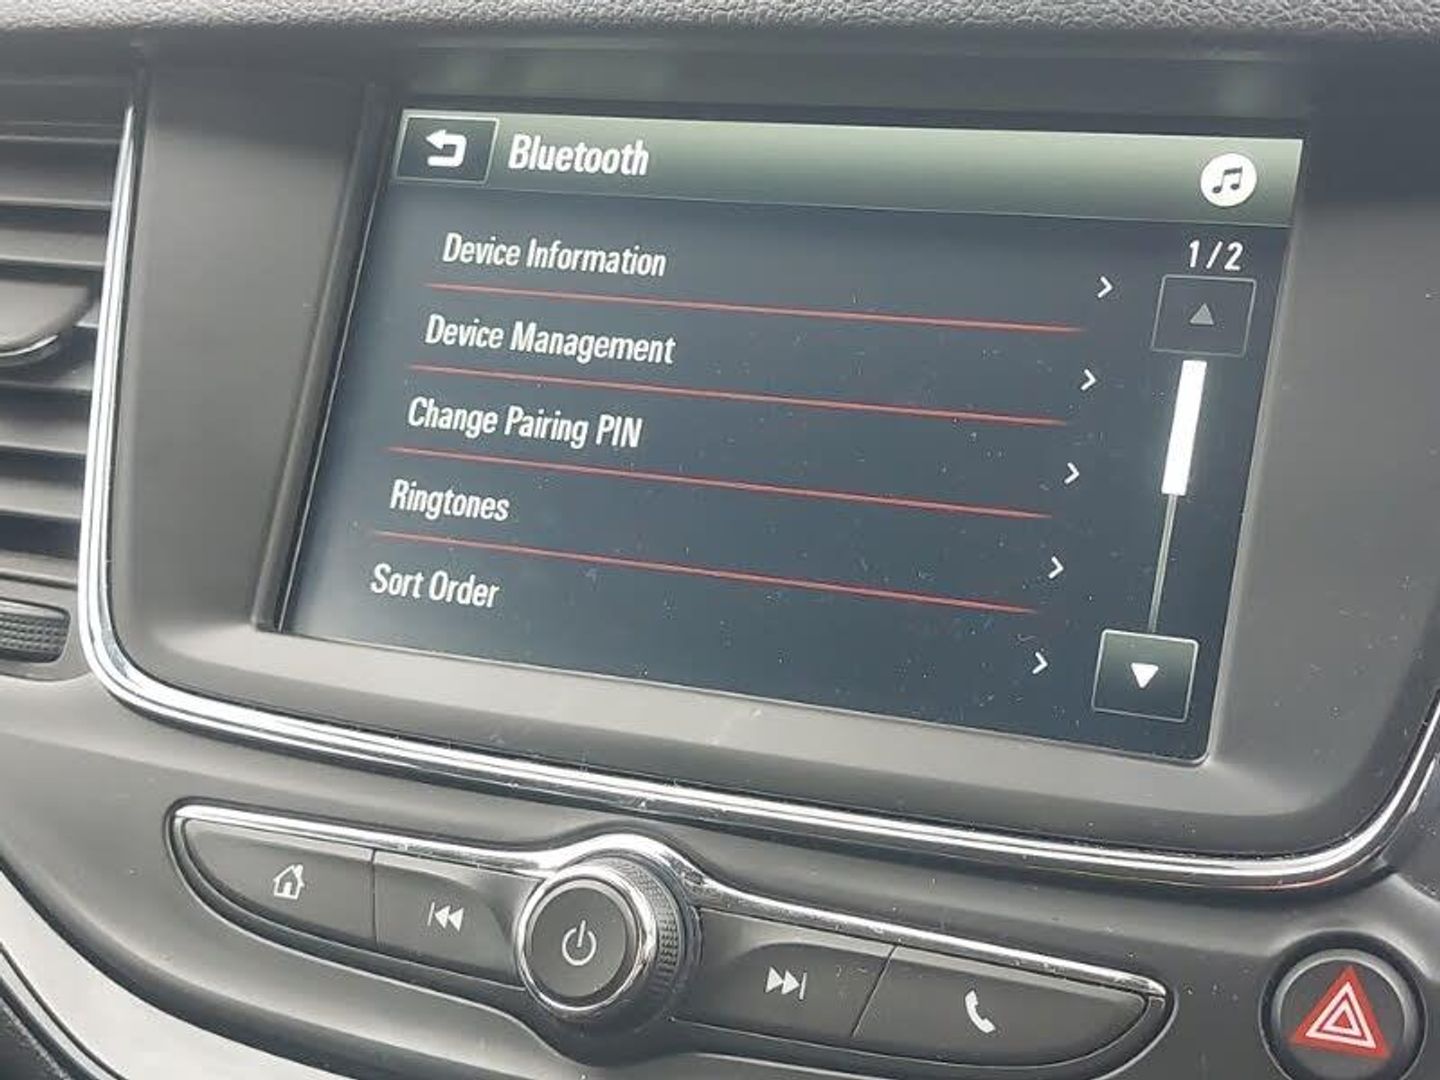 Bluetooth
1/2
Device Information
Device Management
Change Pairing PIN
Ringtones
Sort Order